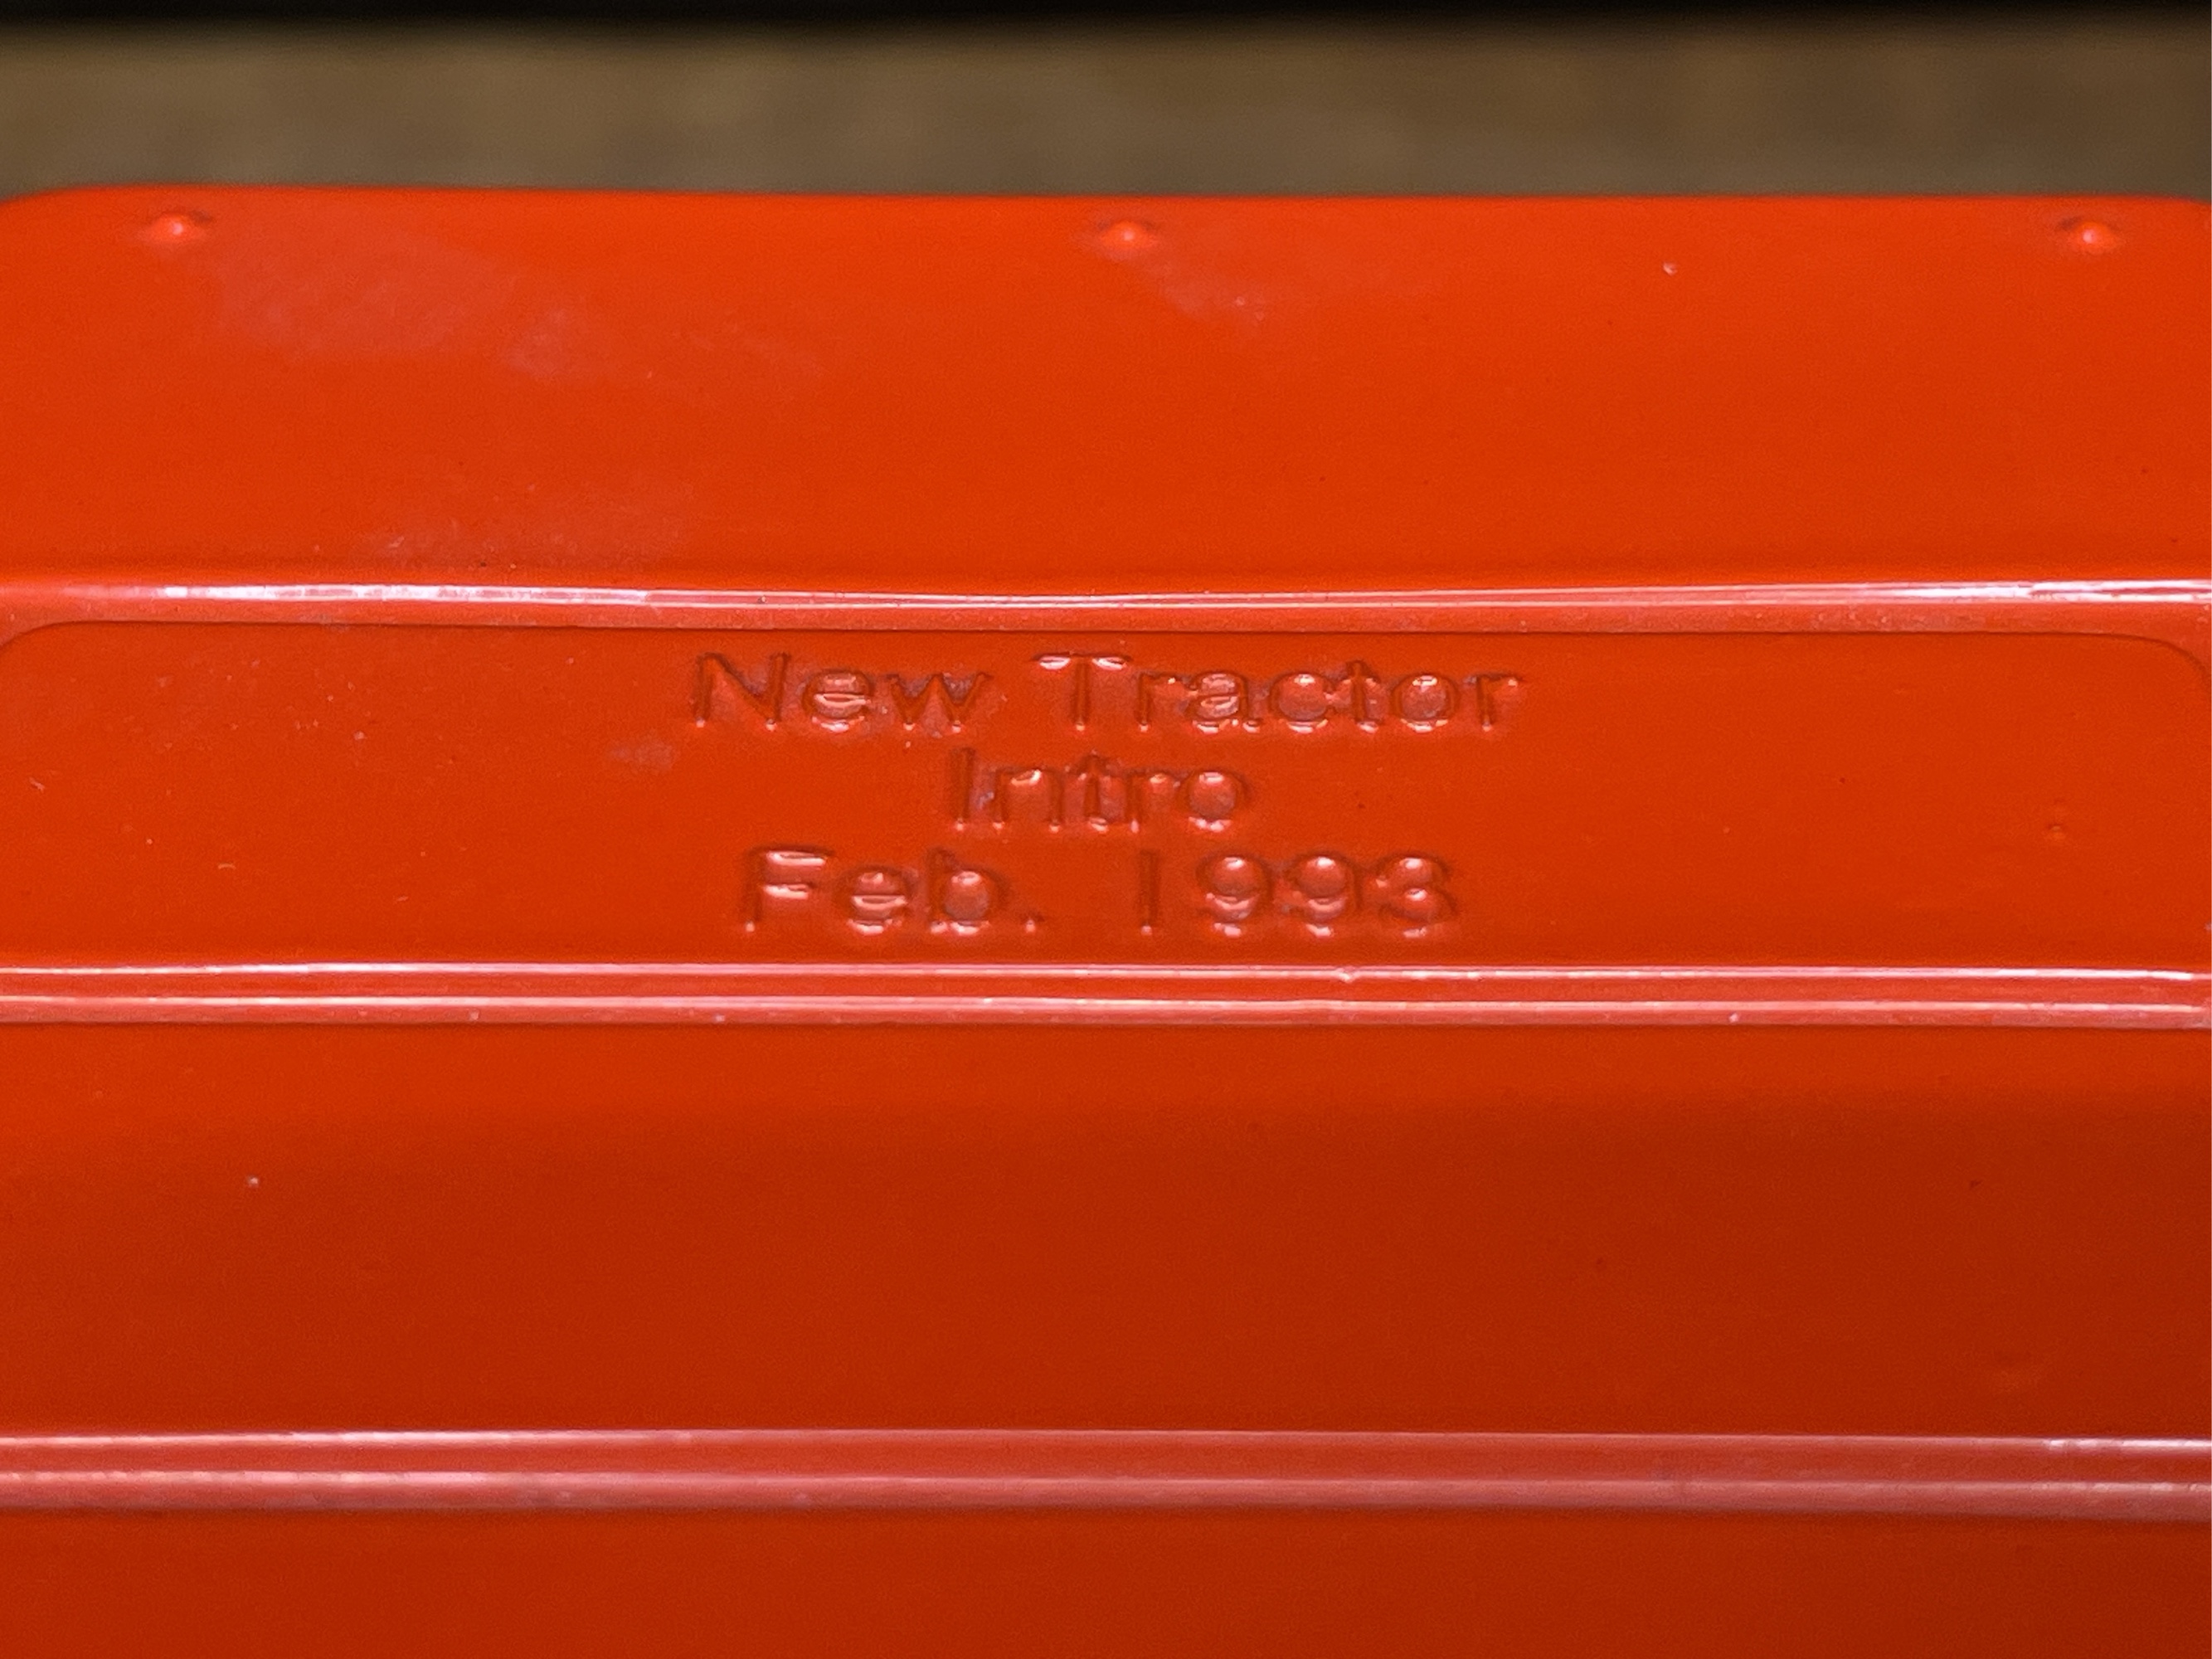 New Tractor
Intro
Feb. 1993